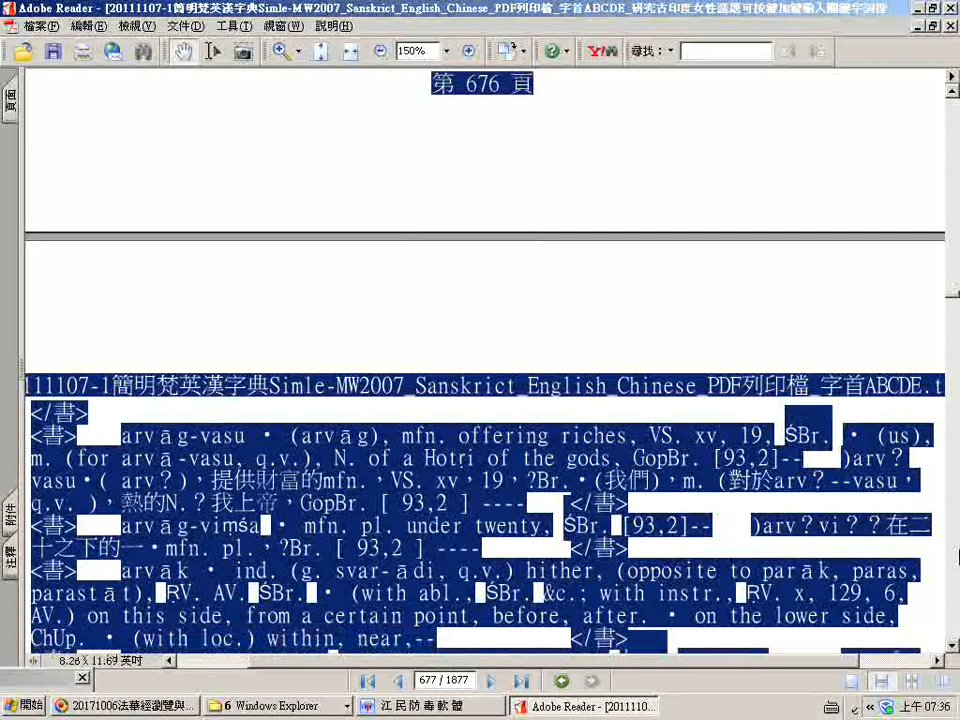 Adobe Reader - [20111107-1簡明梵英漢字典Simle-MW2007_Sanskrict_English_Chinese_PDF列印檔_字首ABCDE_研究古印度女性議題可按鍵加鍵輸入關鍵字詞搜
檔案(F) 編輯(E) 檢視(V) 文件(D) 工具(T) 視窗(W) 說明(H)
150% Y! 尋找:
頁面
第 676 頁
111107-1簡明梵英漢字典Simle-MW2007_Sanskrict_English_Chinese_PDF列印檔_字首ABCDE.t
</書>
<書> arvāg-vasu · (arvāg), mfn. offering riches, VS. xv, 19, ŚBr. · (us),
m. (for arvā-vasu, q.v.), N. of a Hotṛi of the gods, GopBr. [93,2]-- )arv？
vasu·( arv？)，提供財富的mfn.，VS. xv，19，?Br.·(我們)，m. (對於arv？--vasu，
q.v. )，熱的N.？我上帝，GopBr. [ 93,2 ] ---- </書>
<書> arvāg-viṃśa · mfn. pl. under twenty, ŚBr. [93,2]-- )arv？vi？？在二
十之下的一·mfn. pl.，?Br. [ 93,2 ] ---- </書>
<書> arvāk · ind. (g. svar-ādi, q.v.) hither, (opposite to parāk, paras,
parastāt), ṚV. AV. ŚBr. · (with abl., ŚBr. &c.; with instr., ṚV. x, 129, 6,
AV.) on this side, from a certain point, before, after. · on the lower side,
ChUp. · (with loc.) within, near,-- </書>
附件
注釋
8.26 x 11.69 英吋
677 / 1877
開始 20171006法華經瀏覽與... 6 Windows Explorer 江民防毒軟體 Adobe Reader - [2011110... 上午 07:36